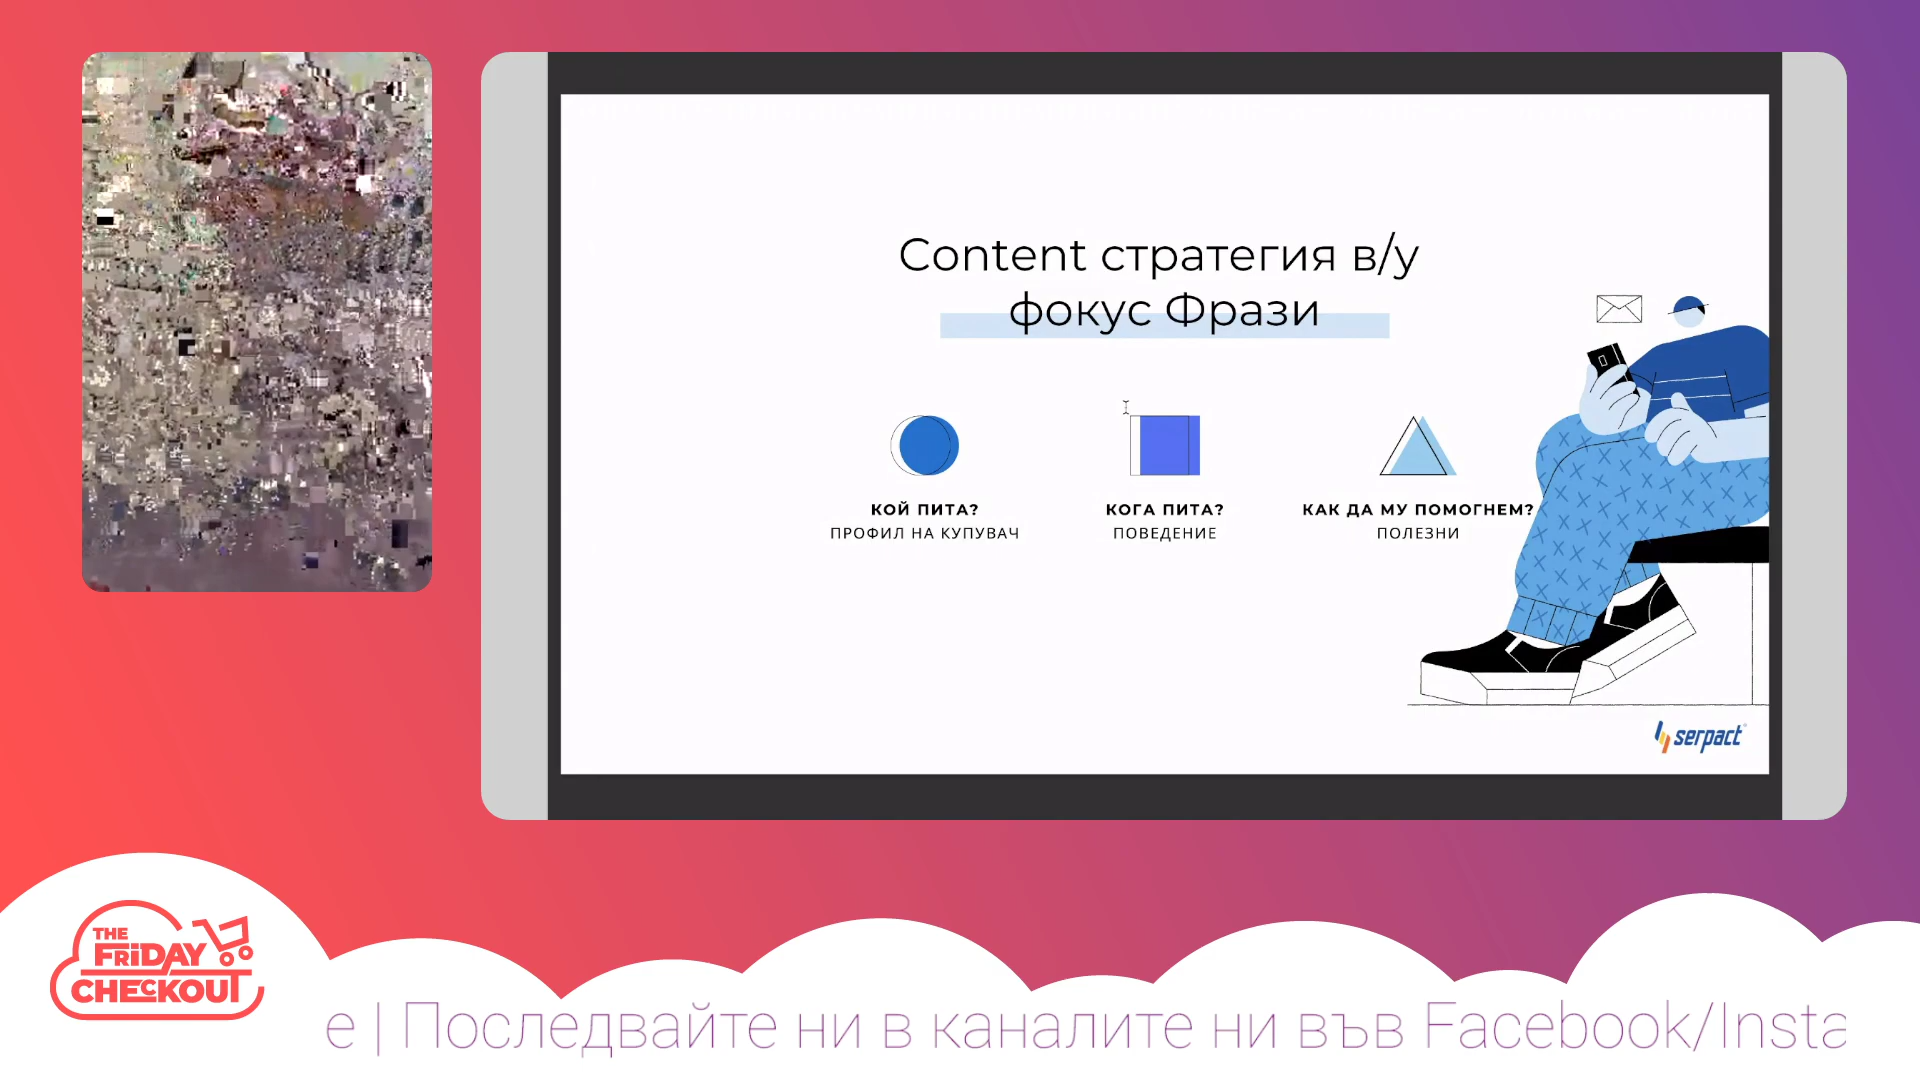 Content стратегия в/у
фокус Фрази
КОЙ ПИТА?
ПРОФИЛ НА КУПУВАЧ
КОГА ПИТА?
ПОВЕДЕНИЕ
КАК ДА МУ ПОМОГНЕМ?
ПОЛЕЗНИ
serpact
THE
FRiDAY
CHECKOUT
е | Последвайте ни в каналите ни във Facebook/Insta